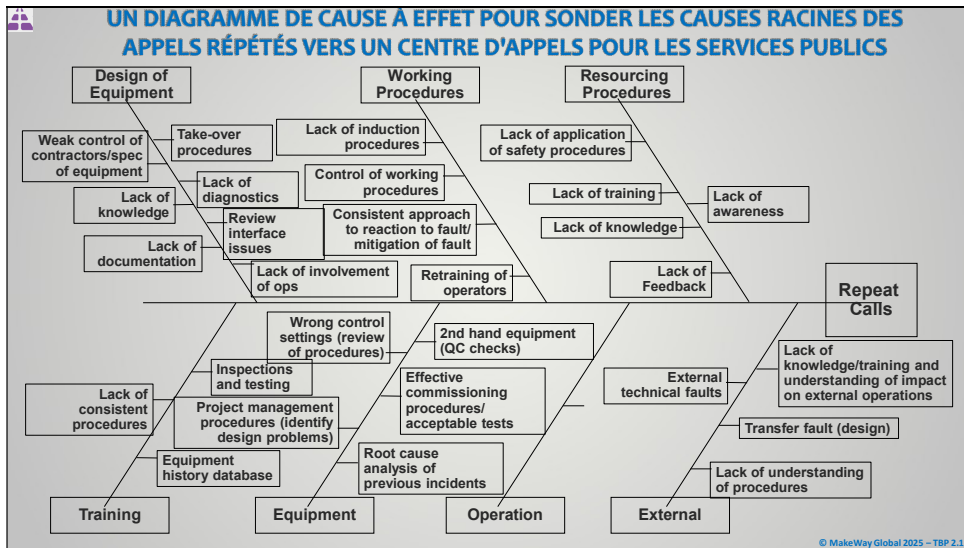 UN DIAGRAMME DE CAUSE À EFFET POUR SONDER LES CAUSES RACINES DES
APPELS RÉPÉTÉS VERS UN CENTRE D'APPELS POUR LES SERVICES PUBLICS
Design of
Equipment
Working
Procedures
Resourcing
Procedures
Weak control of
contractors/spec
of equipment
Take-over
procedures
Lack of
diagnostics
Lack of
knowledge
Review
interface
issues
Lack of
documentation
Lack of involvement
of ops
Lack of induction
procedures
Control of working
procedures
Consistent approach
to reaction to fault/
mitigation of fault
Retraining of
operators
Lack of application
of safety procedures
Lack of training
Lack of
awareness
Lack of knowledge
Lack of
Feedback
Repeat
Calls
Wrong control
settings (review
of procedures)
2nd hand equipment
(QC checks)
Inspections
and testing
Lack of
consistent
procedures
Project management
procedures (identify
design problems)
Effective
commissioning
procedures/
acceptable tests
Equipment
history database
Root cause
analysis of
previous incidents
External
technical faults
Lack of
knowledge/training and
understanding of impact
on external operations
Transfer fault (design)
Lack of understanding
of procedures
Training
Equipment
Operation
External
© MakeWay Global 2025 – TBP 2.1